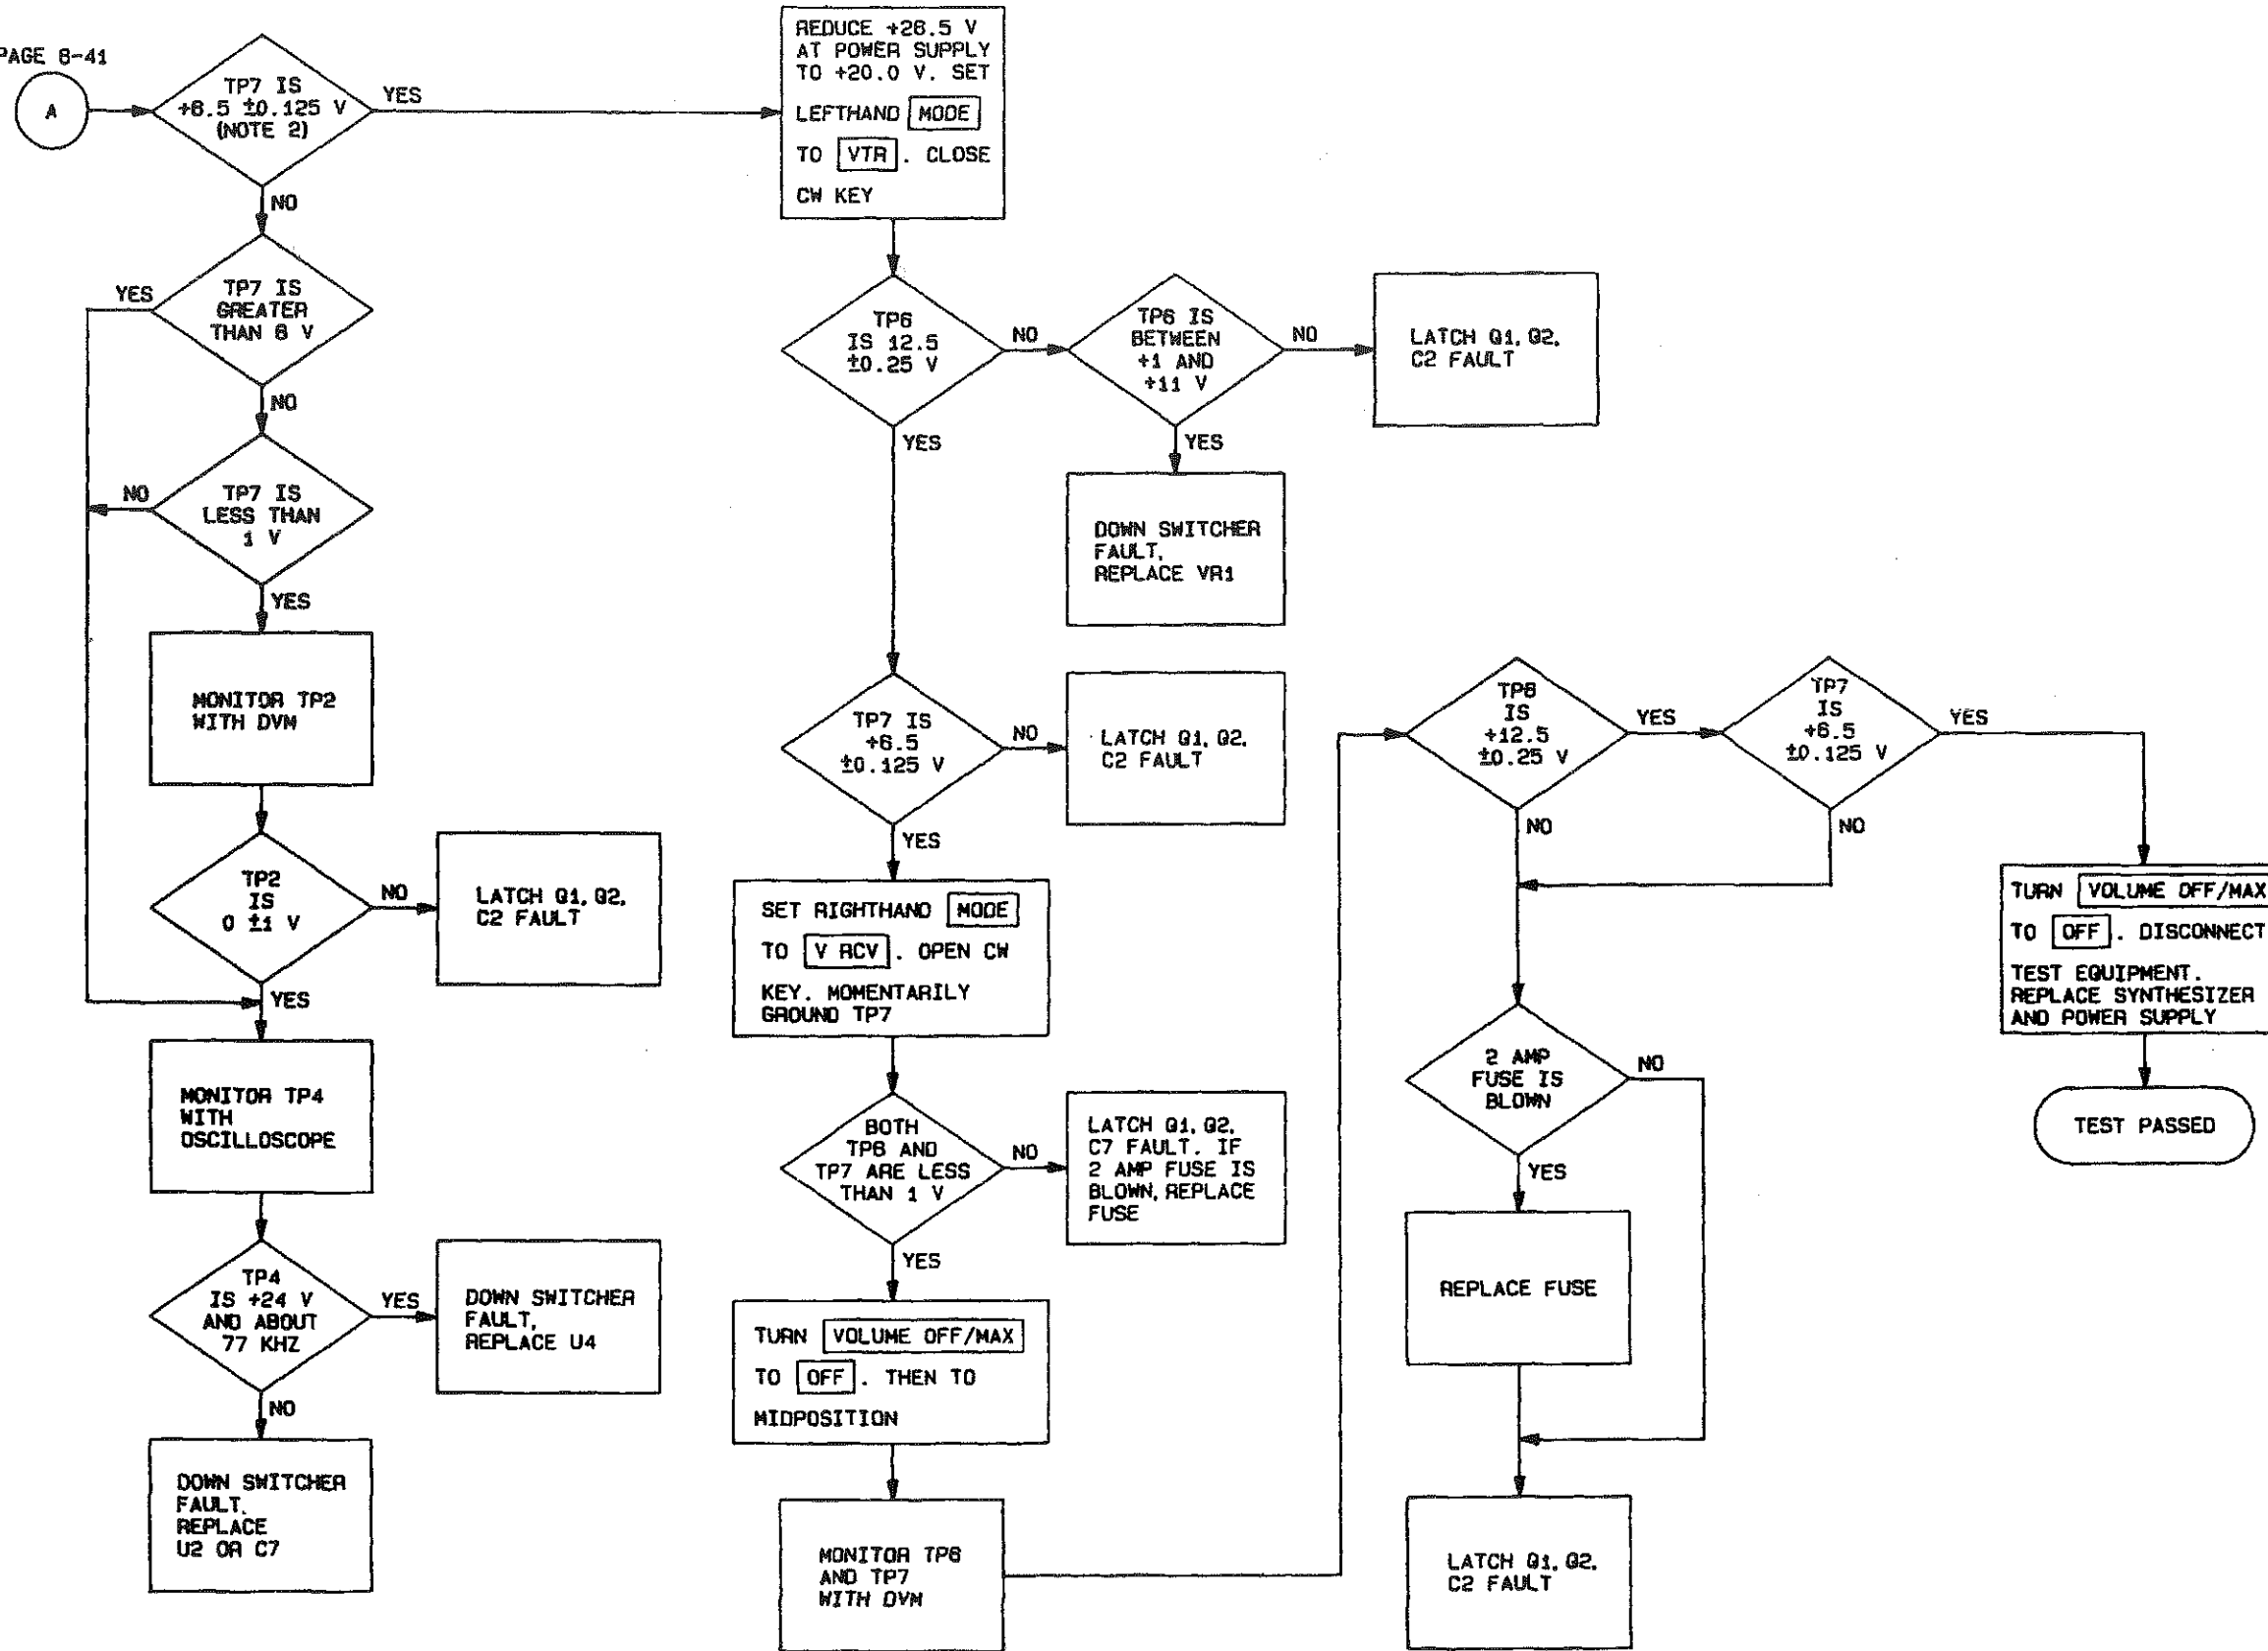 PAGE 8-41
A
TP7 IS
+6.5 ±0.125 V
(NOTE 2)
YES
NO
TP7 IS
GREATER
THAN 6 V
YES
NO
TP7 IS
LESS THAN
1 V
NO
YES
MONITOR TP2
WITH DVM
TP2
IS
0 ±1 V
NO
LATCH Q1, Q2,
C2 FAULT
YES
MONITOR TP4
WITH
OSCILLOSCOPE
TP4
IS +24 V
AND ABOUT
77 KHZ
YES
DOWN SWITCHER
FAULT,
REPLACE U4
NO
DOWN SWITCHER
FAULT.
REPLACE
U2 OR C7
REDUCE +26.5 V
AT POWER SUPPLY
TO +20.0 V. SET
LEFTHAND MODE
TO VTR . CLOSE
CW KEY
TP6
IS 12.5
±0.25 V
NO
TP6 IS
BETWEEN
+1 AND
+11 V
NO
LATCH Q1, Q2,
C2 FAULT
YES
DOWN SWITCHER
FAULT,
REPLACE VR1
YES
TP7 IS
+6.5
±0.125 V
NO
LATCH Q1, Q2,
C2 FAULT
YES
SET RIGHTHAND MODE
TO V RCV . OPEN CW
KEY. MOMENTARILY
GROUND TP7
BOTH
TP6 AND
TP7 ARE LESS
THAN 1 V
NO
LATCH Q1, Q2,
C7 FAULT. IF
2 AMP FUSE IS
BLOWN, REPLACE
FUSE
YES
TURN VOLUME OFF/MAX
TO OFF . THEN TO
MIDPOSITION
MONITOR TP6
AND TP7
WITH DVM
TP6
IS
+12.5
±0.25 V
YES
TP7
IS
+6.5
±0.125 V
YES
NO
NO
2 AMP
FUSE IS
BLOWN
NO
YES
REPLACE FUSE
LATCH Q1, Q2,
C2 FAULT
TURN VOLUME OFF/MAX
TO OFF . DISCONNECT
TEST EQUIPMENT.
REPLACE SYNTHESIZER
AND POWER SUPPLY
TEST PASSED